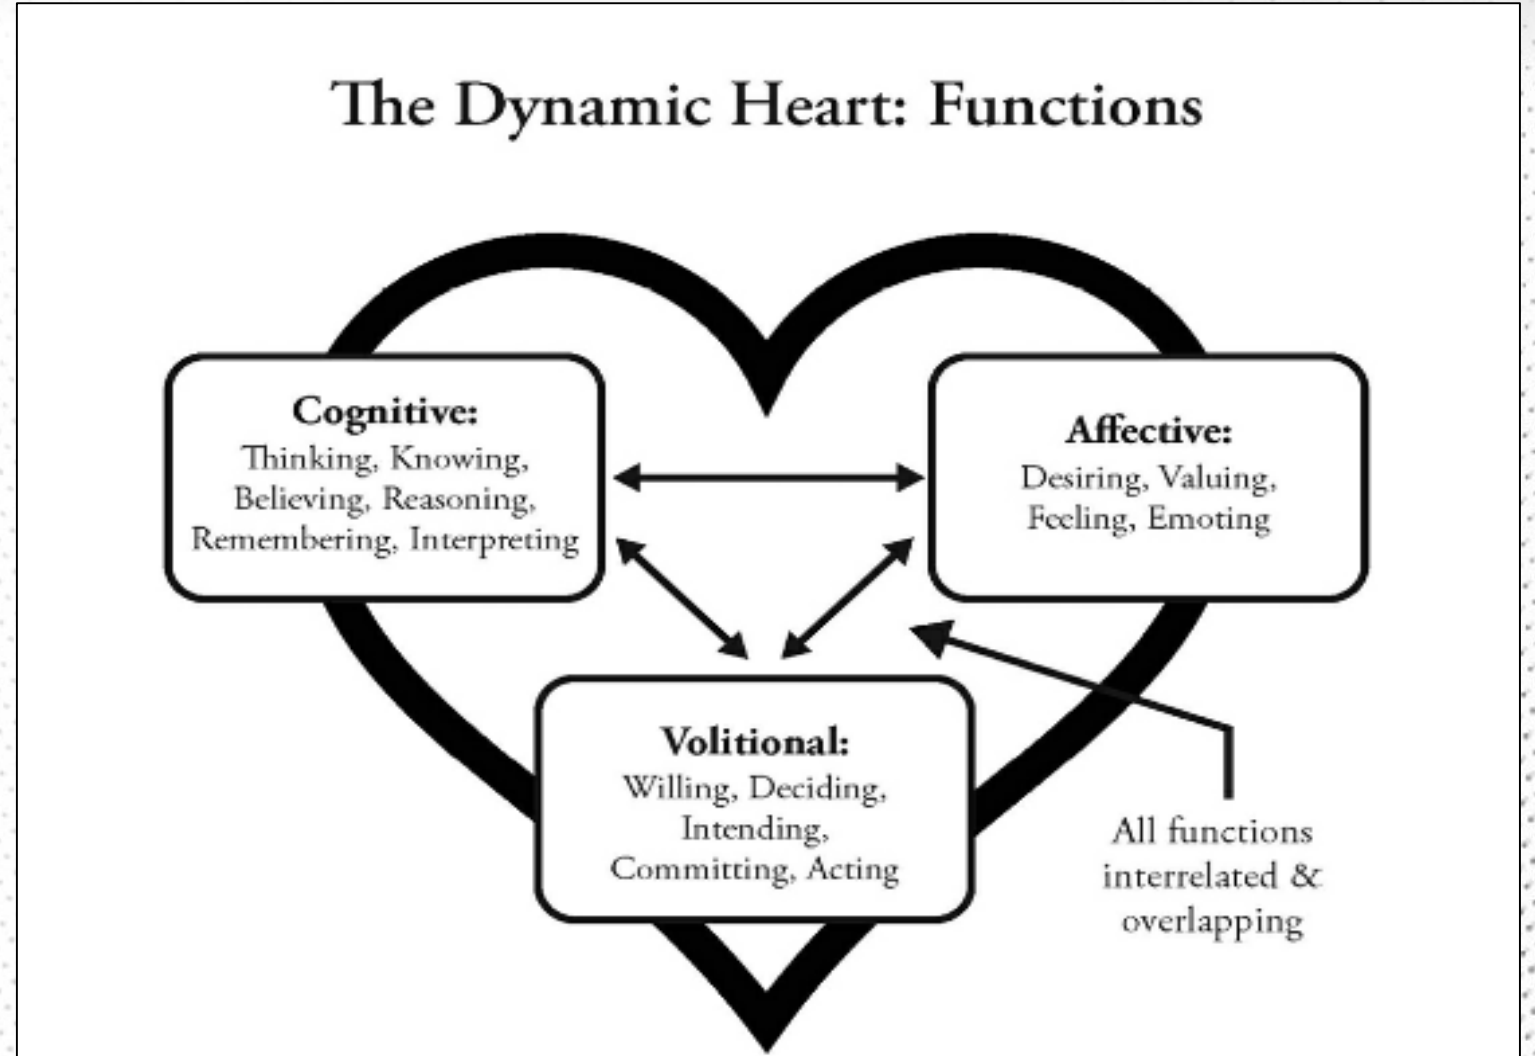 The Dynamic Heart: Functions
Cognitive:
Thinking, Knowing,
Believing, Reasoning,
Remembering, Interpreting
Affective:
Desiring, Valuing,
Feeling, Emoting
Volitional:
Willing, Deciding,
Intending,
Committing, Acting
All functions
interrelated &
overlapping